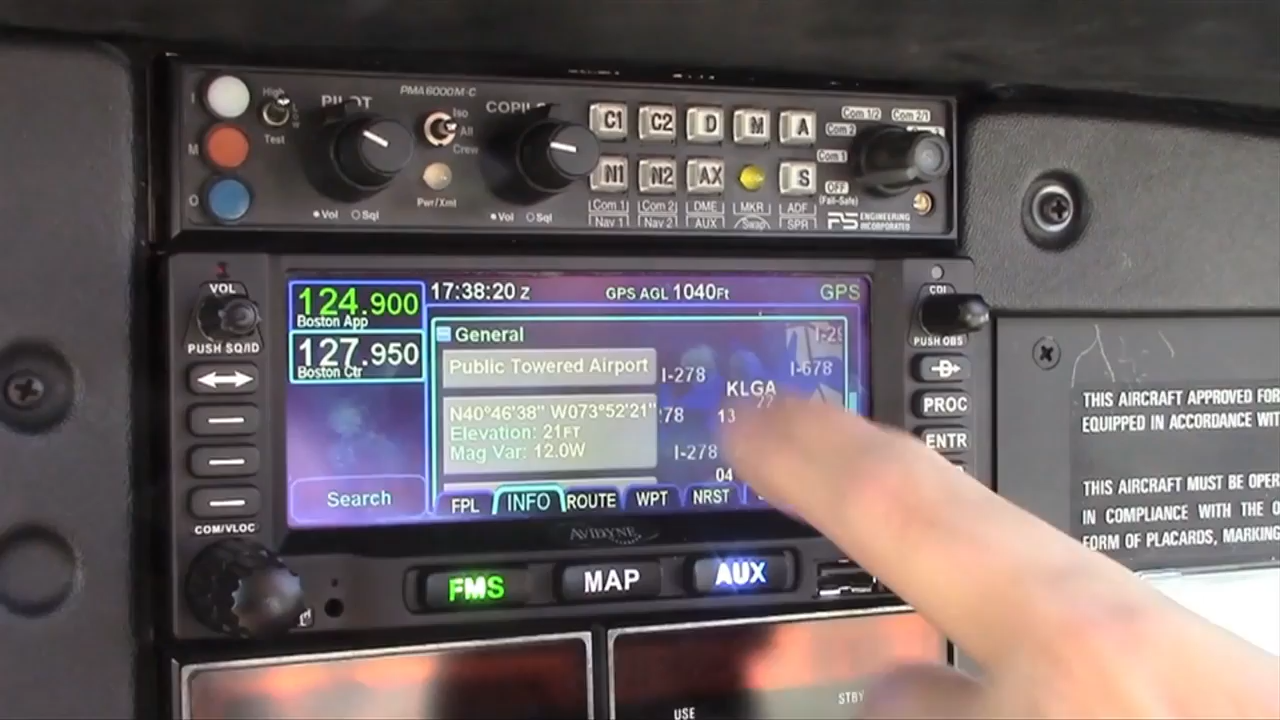 PMA6000M-C
I
High
Low
Test
M
O
PILOT
Iso
All
Crew
Pwr/Xmt
COPIL
Vol Sql
Vol Sql
C1 C2 D M A
N1 N2 AX S
Com 1 Com 2 DME MKR ADF
Nav 1 Nav 2 AUX Swap SPR
Com 1/2 Com 2/1
Com 2
Com 1
OFF
(Fail-Safe)
PS ENGINEERING
INCORPORATED
VOL
PUSH SQ/ID
COM/VLOC
124.900
Boston App
127.950
Boston Ctr
Search
17:38:20 Z
GPS AGL 1040FT
GPS
General
Public Towered Airport
N40°46'38" W073°52'21"
Elevation: 21FT
Mag Var: 12.0W
I-278
I-678
KLGA
13
I-278
04
FPL INFO ROUTE WPT NRST
AVIDYNE
FMS MAP AUX
CDI
PUSH OBS
D
PROC
ENTR
THIS AIRCRAFT APPROVED FOR
EQUIPPED IN ACCORDANCE WIT
THIS AIRCRAFT MUST BE OPER
IN COMPLIANCE WITH THE O
FORM OF PLACARDS, MARKING
USE
STBY